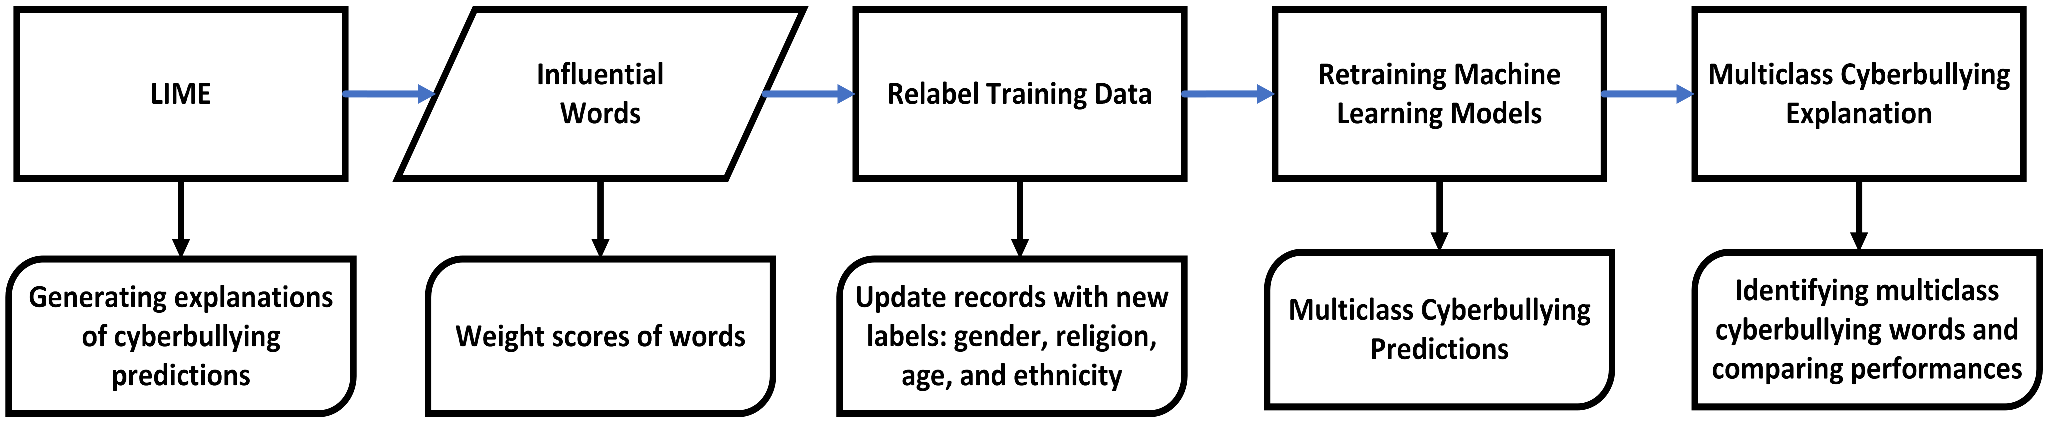 LIME
Influential
Words
Relabel Training Data
Retraining Machine
Learning Models
Multiclass Cyberbullying
Explanation
Generating explanations
of cyberbullying
predictions
Weight scores of words
Update records with new
labels: gender, religion,
age, and ethnicity
Multiclass Cyberbullying
Predictions
Identifying multiclass
cyberbullying words and
comparing performances